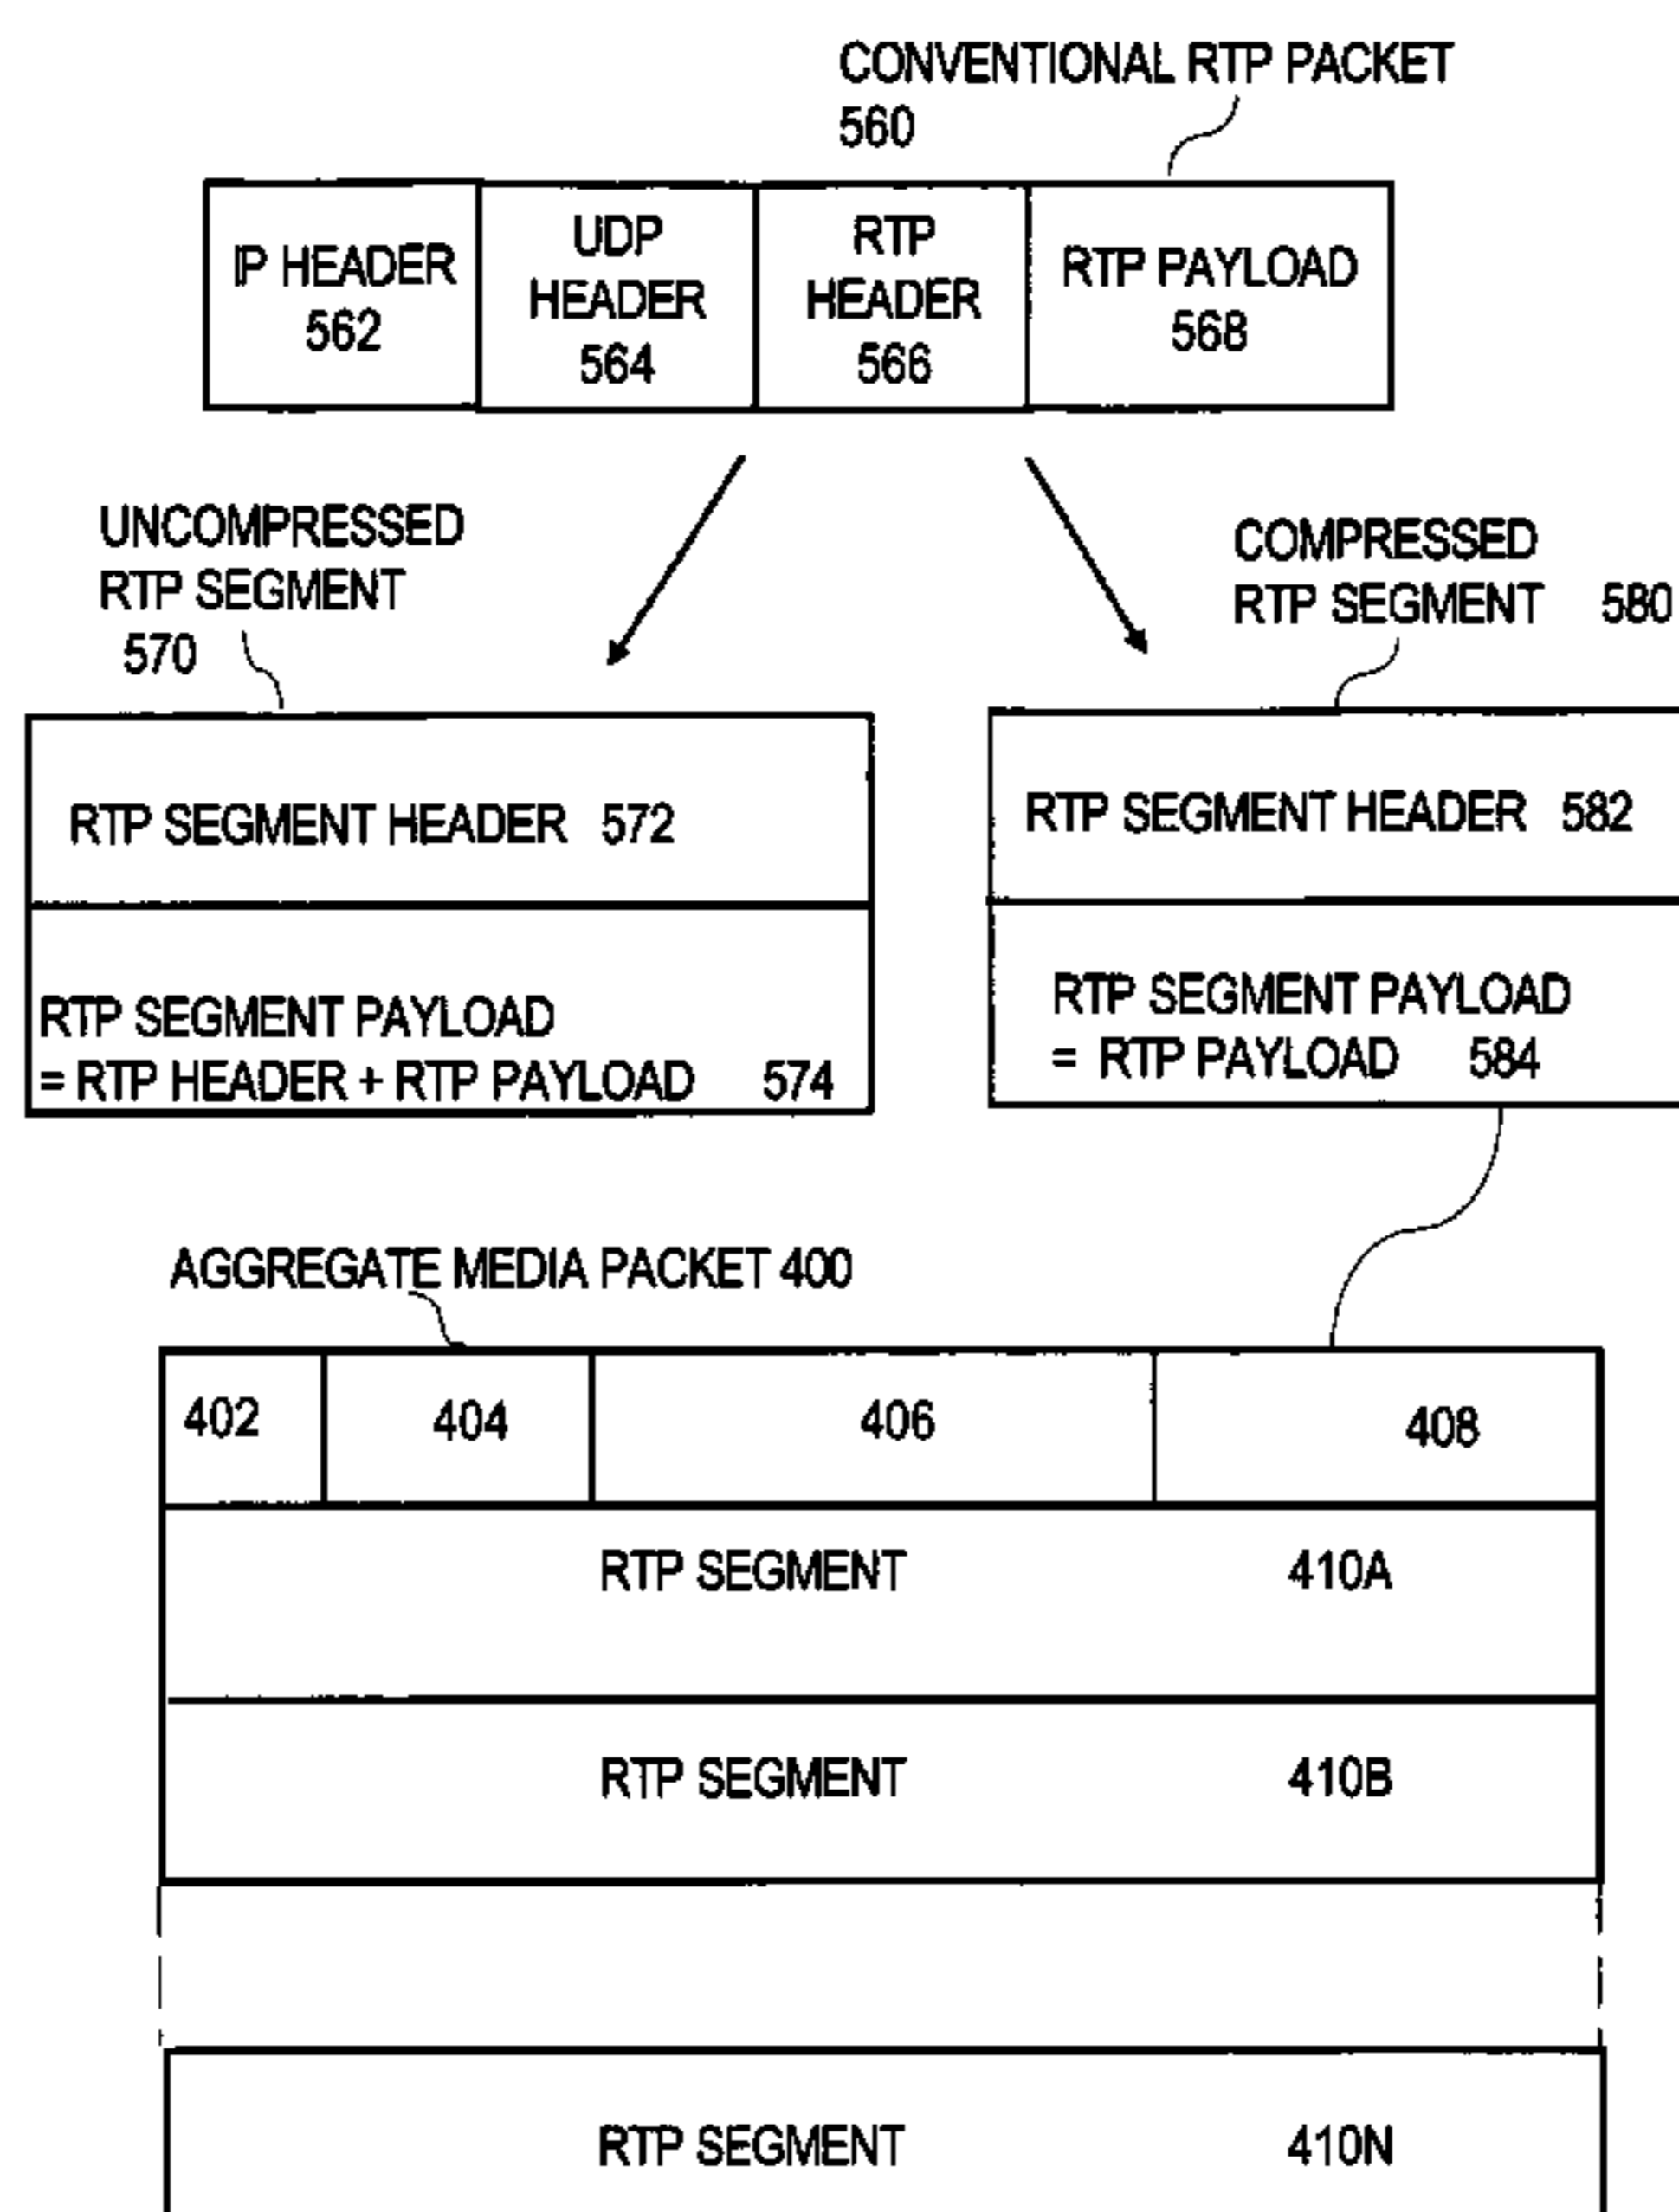 CONVENTIONAL RTP PACKET
560
IP HEADER
562
UDP
HEADER
564
RTP
HEADER
566
RTP PAYLOAD
568
UNCOMPRESSED
RTP SEGMENT
570
COMPRESSED
RTP SEGMENT 580
RTP SEGMENT HEADER 572
RTP SEGMENT PAYLOAD
= RTP HEADER + RTP PAYLOAD 574
RTP SEGMENT HEADER 582
RTP SEGMENT PAYLOAD
= RTP PAYLOAD 584
AGGREGATE MEDIA PACKET 400
402 404 406 408
RTP SEGMENT 410A
RTP SEGMENT 410B
RTP SEGMENT 410N